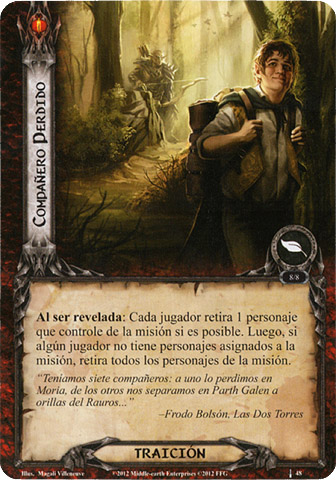 COMPAÑERO PERDIDO
8/8
Al ser revelada: Cada jugador retira 1 personaje
que controle de la misión si es posible. Luego, si
algún jugador no tiene personajes asignados a la
misión, retira todos los personajes de la misión.
"Teníamos siete compañeros: a uno lo perdimos en
Moria, de los otros nos separamos en Parth Galen a
orillas del Rauros..."
–Frodo Bolsón, Las Dos Torres
TRAICIÓN
Illus. Magali Villeneuve
©2012 Middle-earth Enterprises ©2012 FFG
48